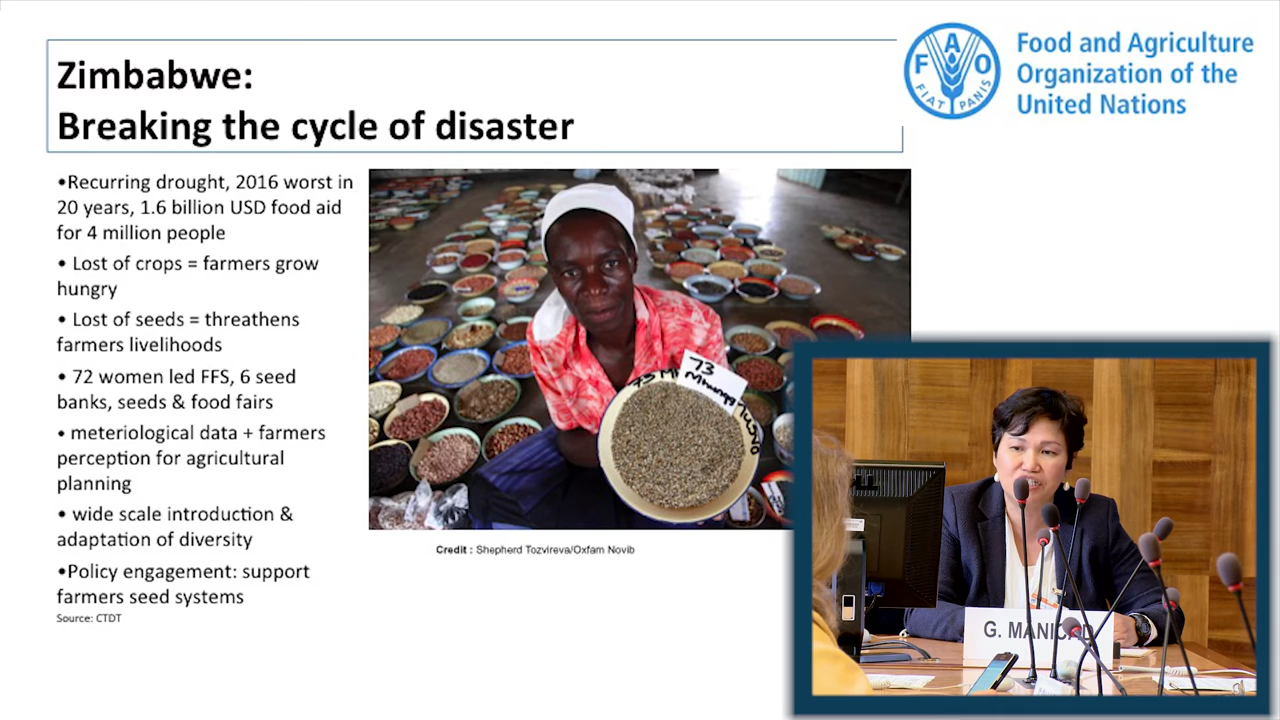 Zimbabwe:
Breaking the cycle of disaster
FAO
FIAT PANIS
Food and Agriculture
Organization of the
United Nations
•Recurring drought, 2016 worst in
20 years, 1.6 billion USD food aid
for 4 million people
• Lost of crops = farmers grow
hungry
• Lost of seeds = threathens
farmers livelihoods
• 72 women led FFS, 6 seed
banks, seeds & food fairs
• meteriological data + farmers
perception for agricultural
planning
• wide scale introduction &
adaptation of diversity
•Policy engagement: support
farmers seed systems
Source: CTDT
73
Credit : Shepherd Tozvireva/Oxfam Novib
G. MANICAD